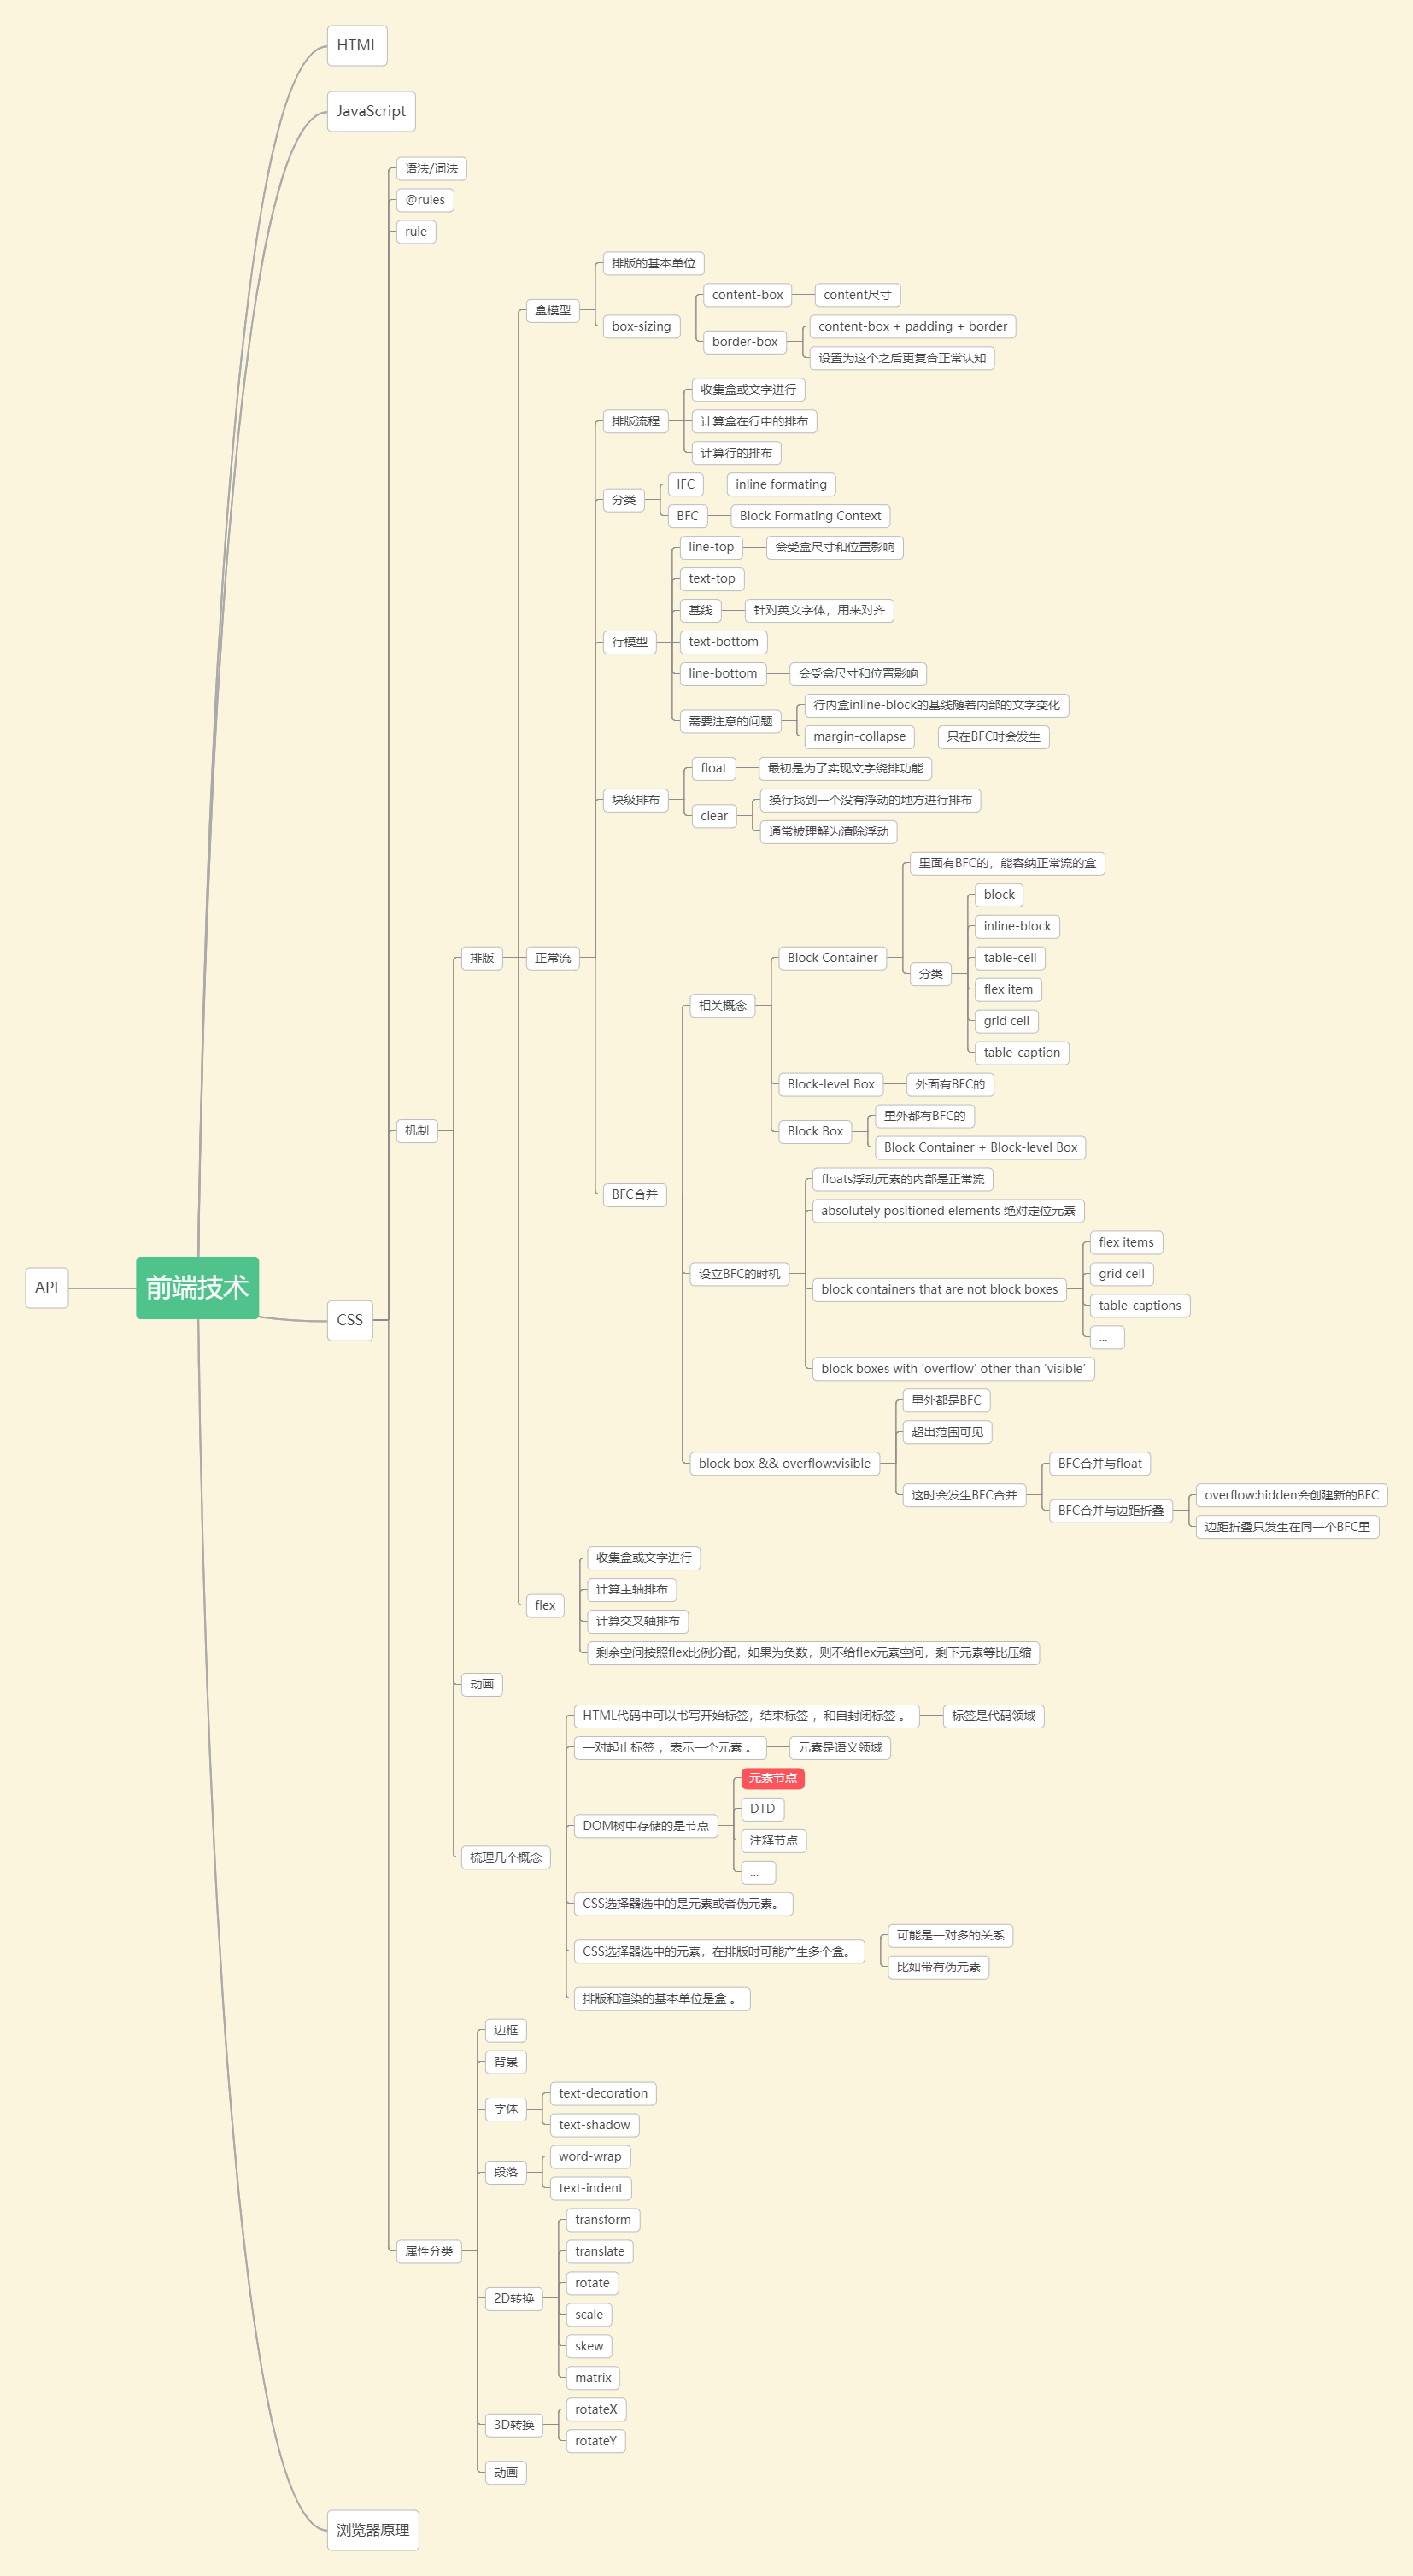 HTML
JavaScript
语法/词法
@rules
rule
排版的基本单位
盒模型
content-box
content尺寸
box-sizing
content-box + padding + border
border-box
设置为这个之后更复合正常认知
收集盒或文字进行
排版流程
计算盒在行中的排布
计算行的排布
IFC
inline formating
分类
BFC
Block Formating Context
line-top
会受盒尺寸和位置影响
text-top
基线
针对英文字体，用来对齐
行模型
text-bottom
line-bottom
会受盒尺寸和位置影响
需要注意的问题
行内盒inline-block的基线随着内部的文字变化
margin-collapse
只在BFC时会发生
float
最初是为了实现文字绕排功能
块级排布
clear
换行找到一个没有浮动的地方进行排布
通常被理解为清除浮动
里面有BFC的，能容纳正常流的盒
block
inline-block
排版
正常流
Block Container
table-cell
分类
flex item
相关概念
grid cell
table-caption
Block-level Box
外面有BFC的
里外都有BFC的
机制
Block Box
Block Container + Block-level Box
floats浮动元素的内部是正常流
BFC合并
absolutely positioned elements 绝对定位元素
flex items
设立BFC的时机
grid cell
API
前端技术
block containers that are not block boxes
table-captions
CSS
...
block boxes with 'overflow' other than 'visible'
里外都是BFC
超出范围可见
block box && overflow:visible
BFC合并与float
这时会发生BFC合并
overflow:hidden会创建新的BFC
BFC合并与边距折叠
边距折叠只发生在同一个BFC里
收集盒或文字进行
计算主轴排布
flex
计算交叉轴排布
剩余空间按照flex比例分配，如果为负数，则不给flex元素空间，剩下元素等比压缩
动画
HTML代码中可以书写开始标签，结束标签 ，和自封闭标签 。
标签是代码领域
一对起止标签 ，表示一个元素 。
元素是语义领域
元素节点
DTD
DOM树中存储的是节点
注释节点
梳理几个概念
...
CSS选择器选中的是元素或者伪元素。
可能是一对多的关系
CSS选择器选中的元素，在排版时可能产生多个盒。
比如带有伪元素
排版和渲染的基本单位是盒 。
边框
背景
text-decoration
字体
text-shadow
word-wrap
段落
text-indent
transform
属性分类
translate
rotate
2D转换
scale
skew
matrix
rotateX
3D转换
rotateY
动画
浏览器原理